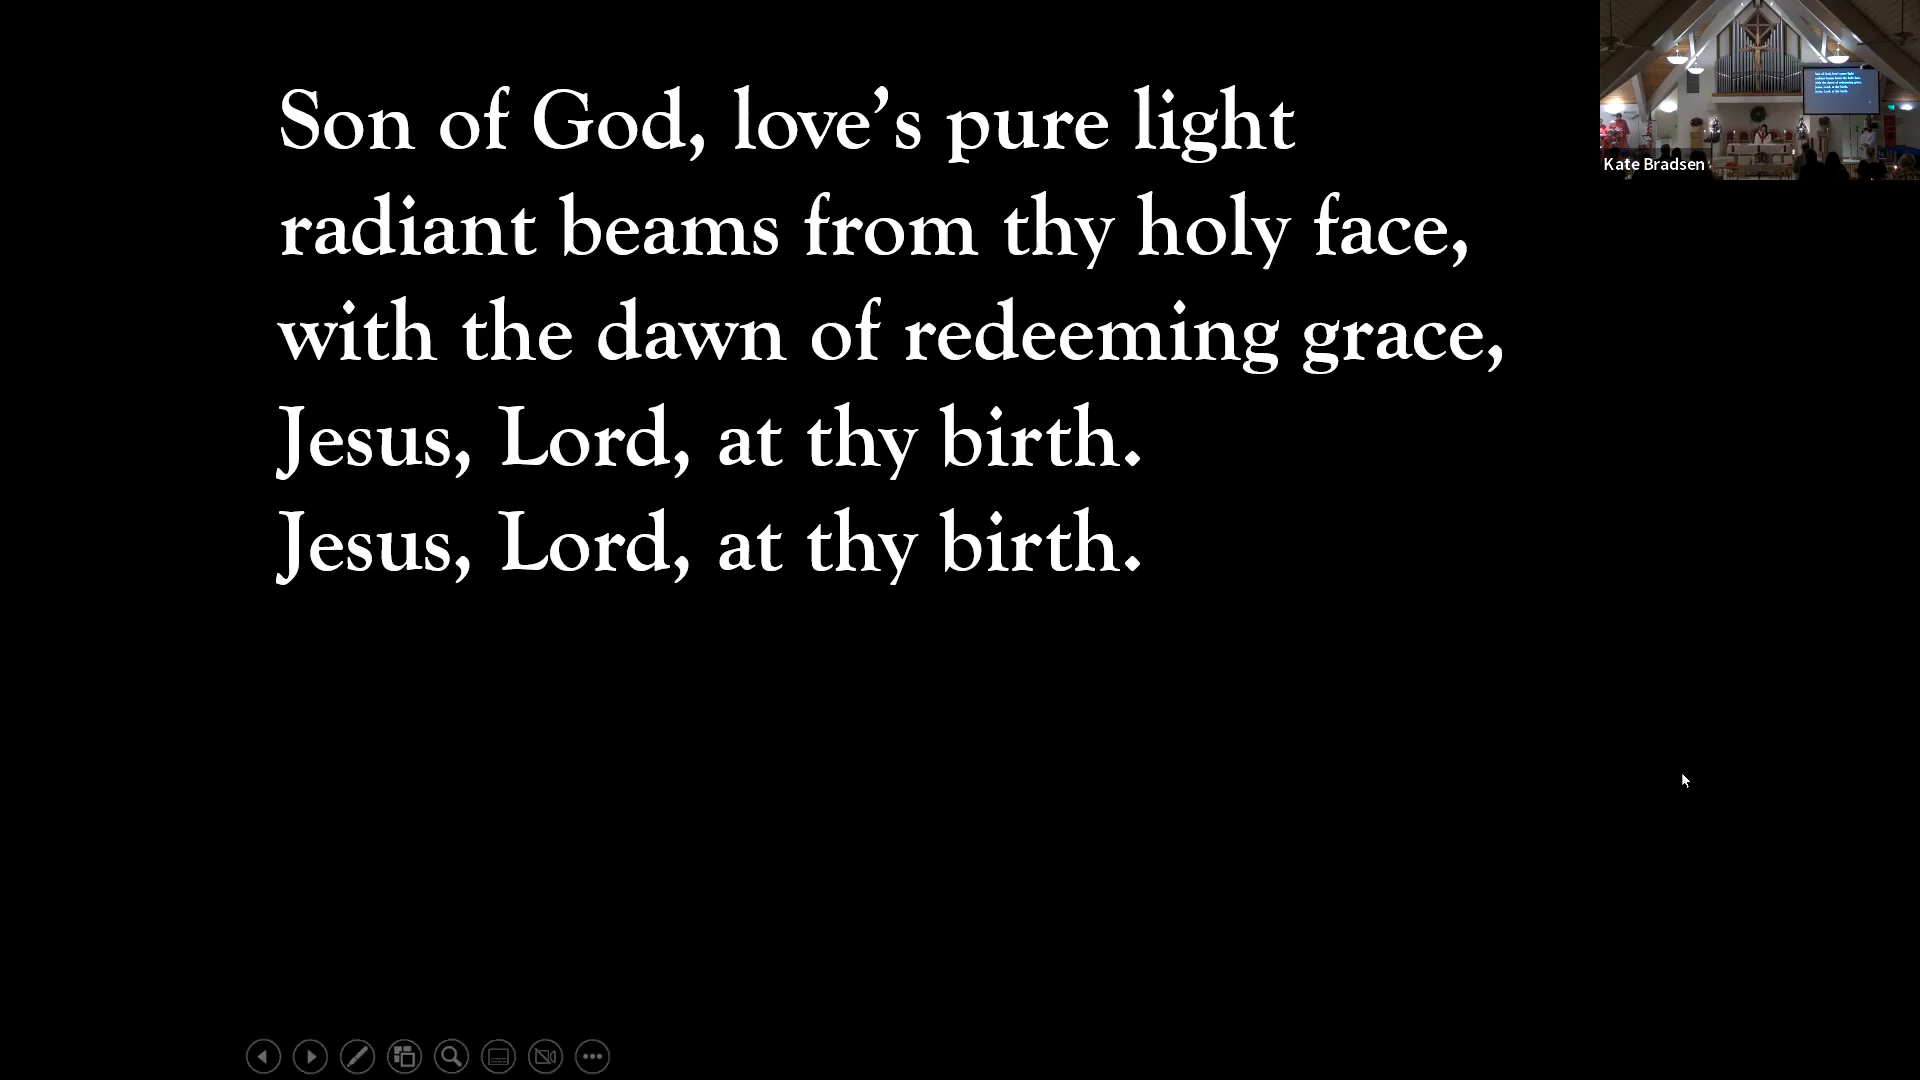 Son of God, love’s pure light
radiant beams from thy holy face,
with the dawn of redeeming grace,
Jesus, Lord, at thy birth.
Jesus, Lord, at thy birth.
Kate Bradsen